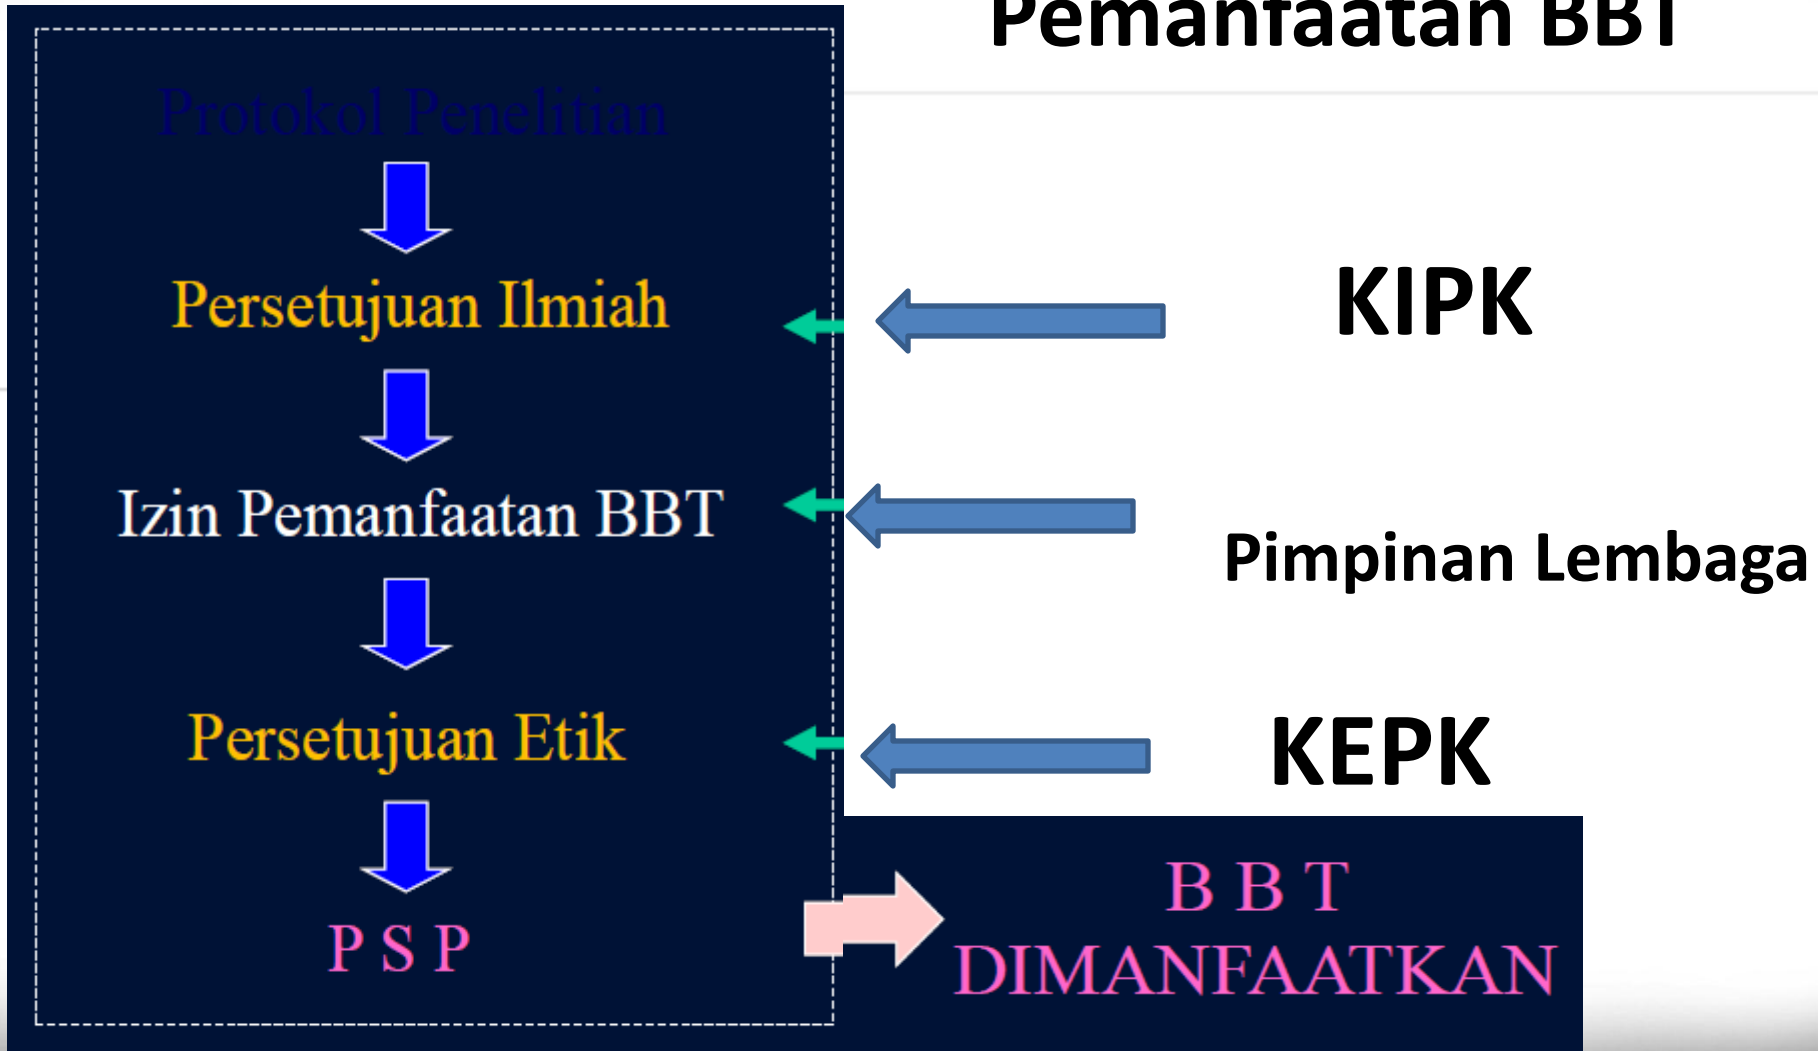 Pemanfaatan BBT
Protokol Penelitian
Persetujuan Ilmiah
KIPK
Izin Pemanfaatan BBT
Pimpinan Lembaga
Persetujuan Etik
KEPK
P S P
B B T
DIMANFAATKAN